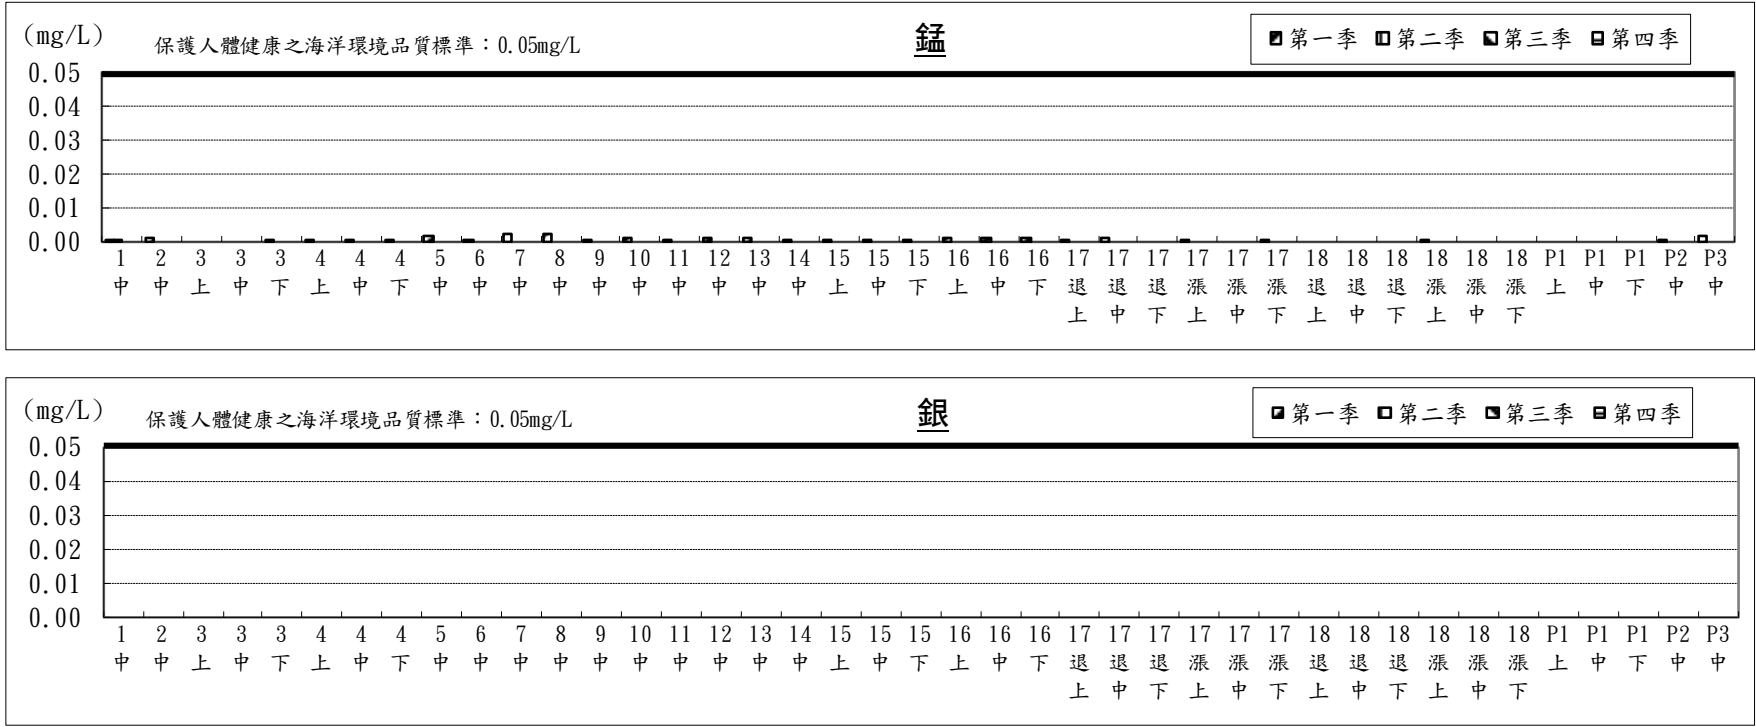 (mg/L) 保護人體健康之海洋環境品質標準：0.05mg/L 錳 第一季 第二季 第三季 第四季
0.05
0.04
0.03
0.02
0.01
0.00
1 2 3 3 3 4 4 4 5 6 7 8 9 10 11 12 13 14 15 15 15 16 16 16 17 17 17 17 17 17 18 18 18 18 18 18 P1 P1 P1 P2 P3
中 中 上 中 下 上 中 下 中 中 中 中 中 中 中 中 中 中 上 中 下 上 中 下 退 退 退 漲 漲 漲 退 退 退 漲 漲 漲 上 中 下 中 中
上 中 下 上 中 下 上 中 下 上 中 下
(mg/L) 保護人體健康之海洋環境品質標準：0.05mg/L 銀 第一季 第二季 第三季 第四季
0.05
0.04
0.03
0.02
0.01
0.00
1 2 3 3 3 4 4 4 5 6 7 8 9 10 11 12 13 14 15 15 15 16 16 16 17 17 17 17 17 17 18 18 18 18 18 18 P1 P1 P1 P2 P3
中 中 上 中 下 上 中 下 中 中 中 中 中 中 中 中 中 中 上 中 下 上 中 下 退 退 退 漲 漲 漲 退 退 退 漲 漲 漲 上 中 下 中 中
上 中 下 上 中 下 上 中 下 上 中 下